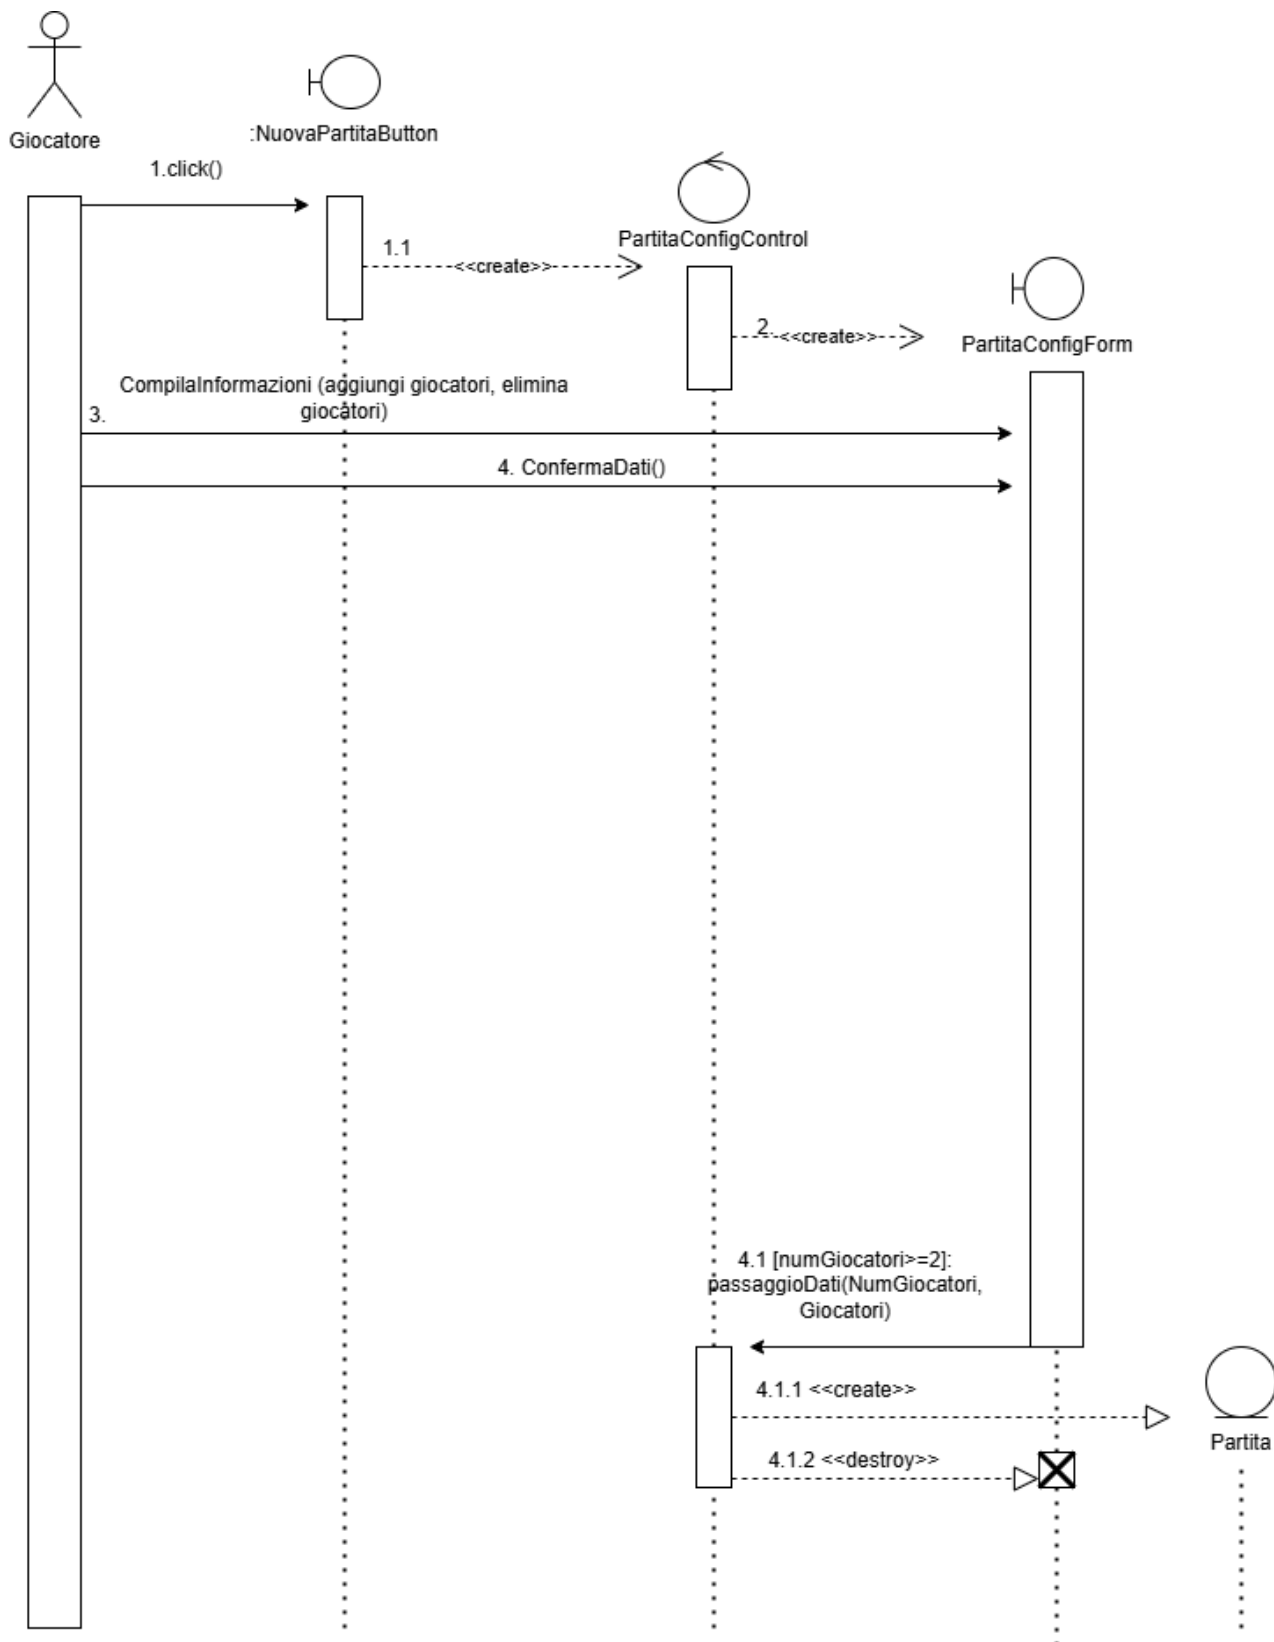 Giocatore
:NuovaPartitaButton
1.click()
PartitaConfigControl
1.1
<<create>>
2.
<<create>>
PartitaConfigForm
CompilaInformazioni (aggiungi giocatori, elimina
giocatori)
3.
4. ConfermaDati()
4.1 [numGiocatori>=2]:
passaggioDati(NumGiocatori,
Giocatori)
4.1.1 <<create>>
Partita
4.1.2 <<destroy>>